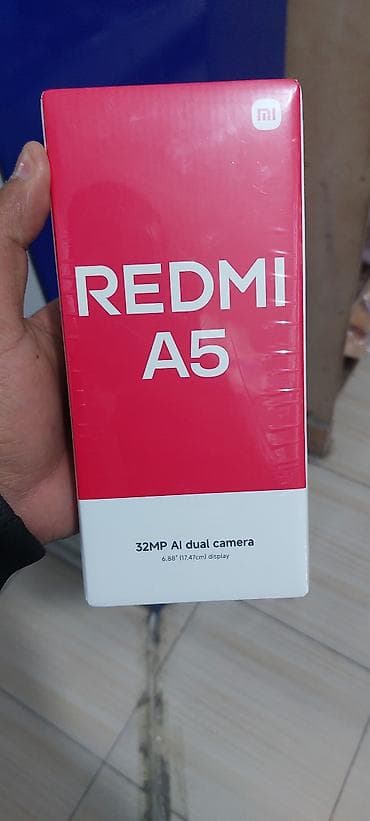 mi
REDMI
A5
32MP AI dual camera
6.88" (17.47cm) display